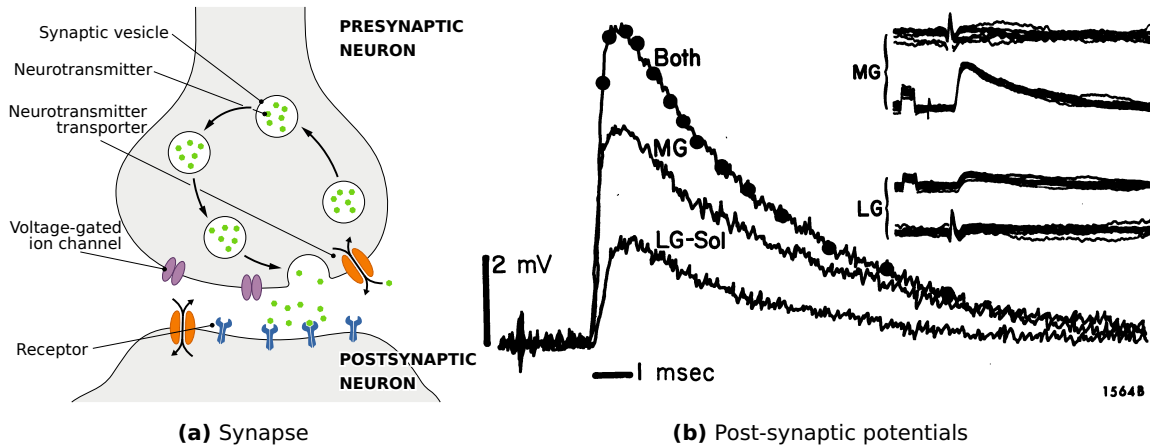 PRESYNAPTIC
NEURON
Synaptic vesicle
Neurotransmitter
Neurotransmitter
transporter
Voltage-gated
ion channel
Receptor
POSTSYNAPTIC
NEURON
(a) Synapse
Both
MG
LG-Sol
2 mV
1 msec
MG
LG
1564B
(b) Post-synaptic potentials